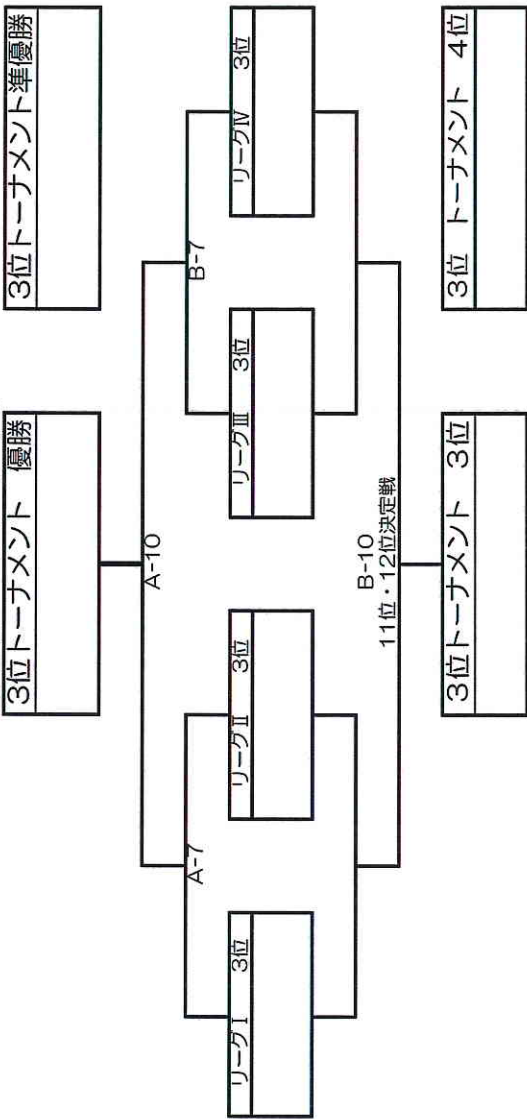 3位トーナメント 優勝
3位トーナメント準優勝
A-10
A-7
B-7
リーグⅠ 3位
リーグⅡ 3位
リーグⅢ 3位
リーグⅣ 3位
B-10
11位・12位決定戦
3位トーナメント 3位
3位 トーナメント 4位